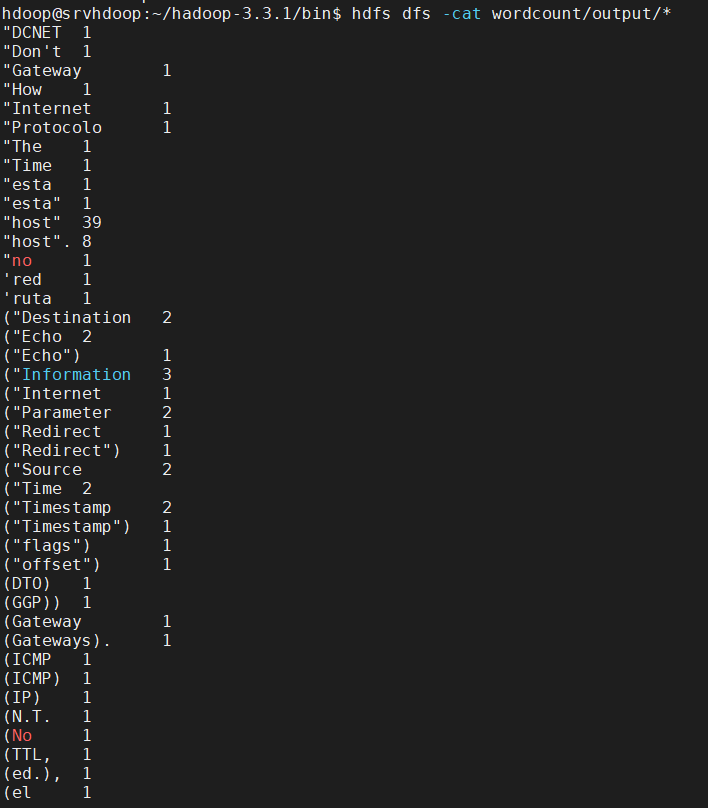 hdoop@srvhdoop:~/hadoop-3.3.1/bin$ hdfs dfs -cat wordcount/output/*
"DCNET 1
"Don't 1
"Gateway 1
"How 1
"Internet 1
"Protocolo 1
"The 1
"Time 1
"esta 1
"esta" 1
"host" 39
"host". 8
"no 1
'red 1
'ruta 1
("Destination 2
("Echo 2
("Echo") 1
("Information 3
("Internet 1
("Parameter 2
("Redirect 1
("Redirect") 1
("Source 2
("Time 2
("Timestamp 2
("Timestamp") 1
("flags") 1
("offset") 1
(DTO) 1
(GGP)) 1
(Gateway 1
(Gateways). 1
(ICMP 1
(ICMP) 1
(IP) 1
(N.T. 1
(No 1
(TTL, 1
(ed.), 1
(el 1